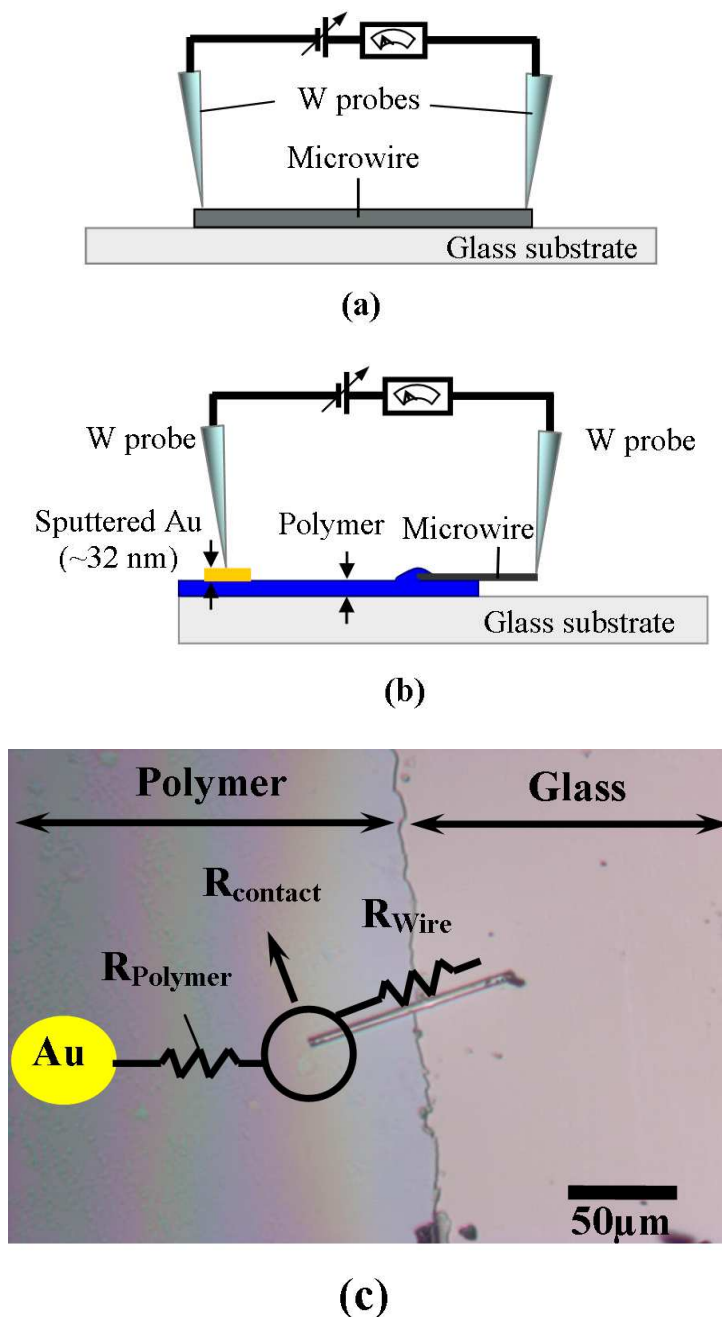 A
W probes
Microwire
Glass substrate
(a)
A
W probe
W probe
Sputtered Au
(~32 nm)
Polymer
Microwire
Glass substrate
(b)
Polymer
Glass
Rcontact
RWire
RPolymer
Au
50μm
(c)